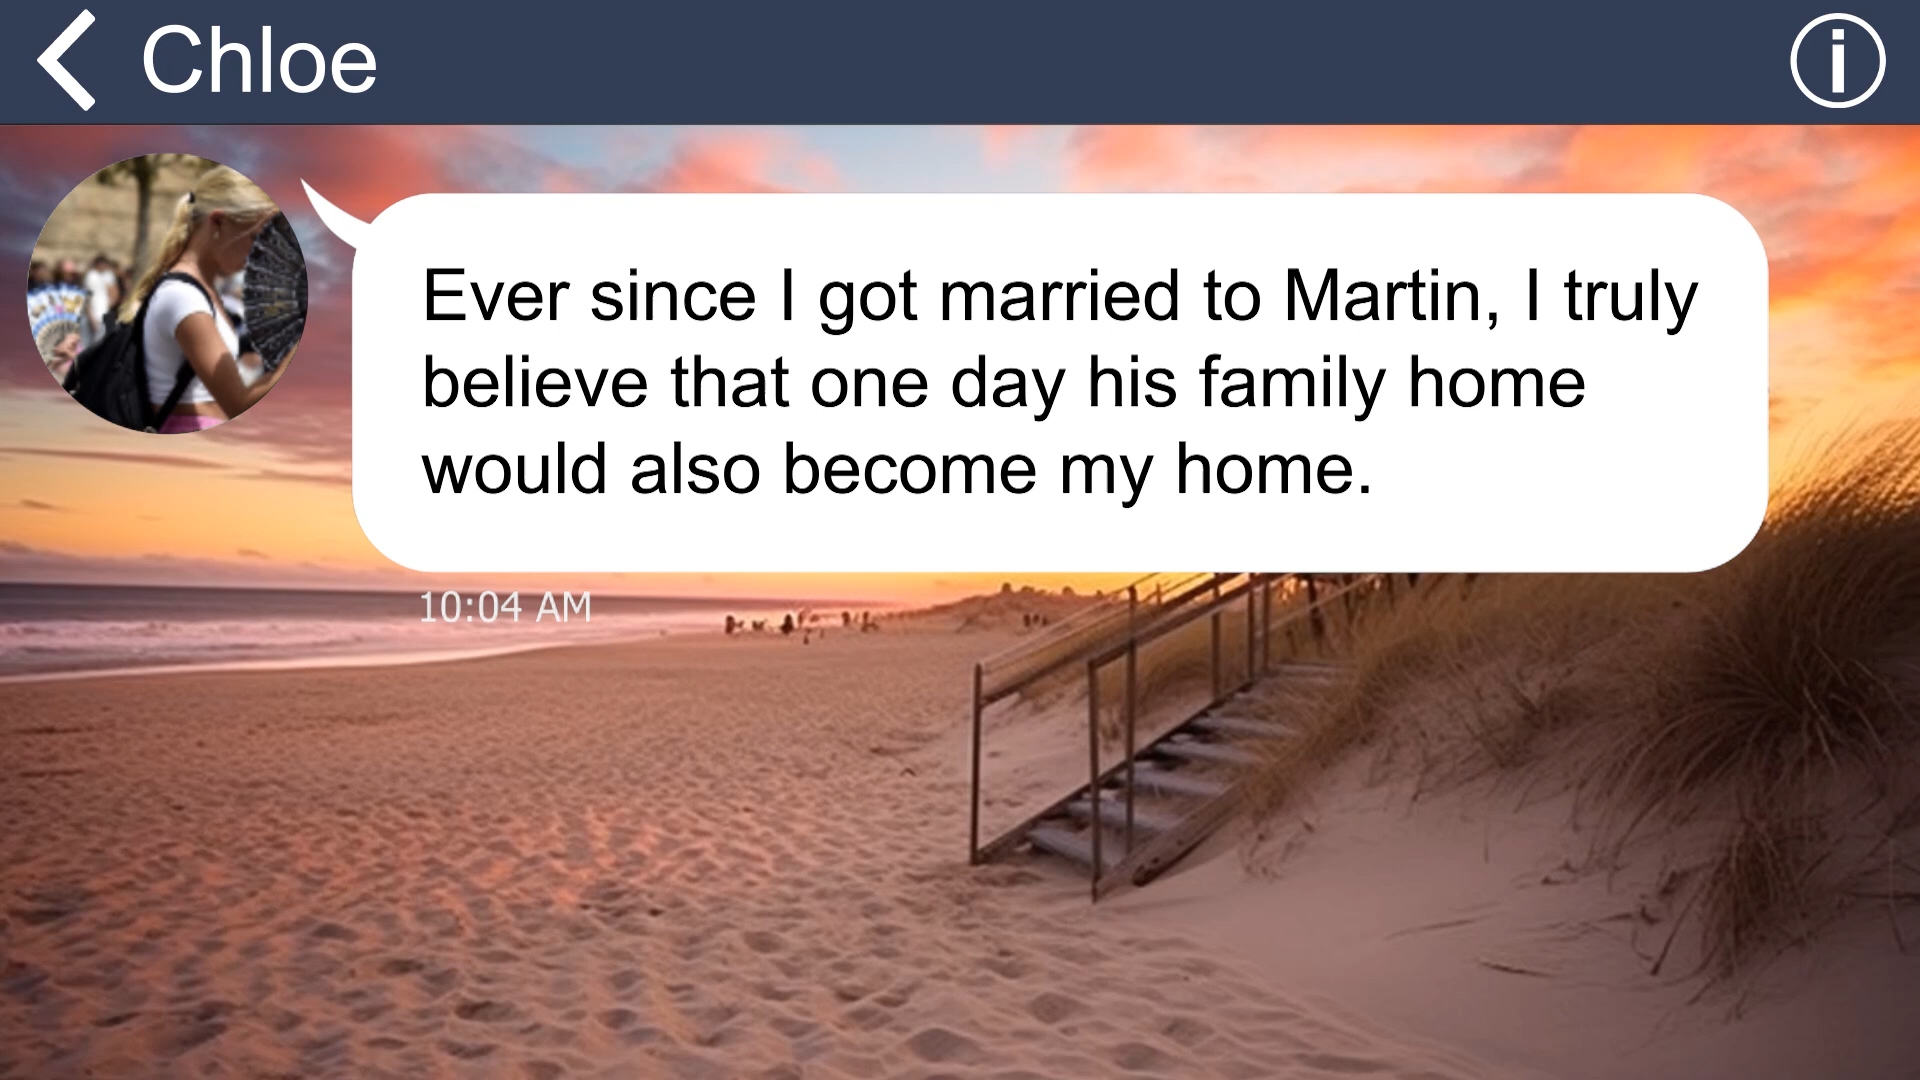 Chloe
Ever since I got married to Martin, I truly
believe that one day his family home
would also become my home.
10:04 AM